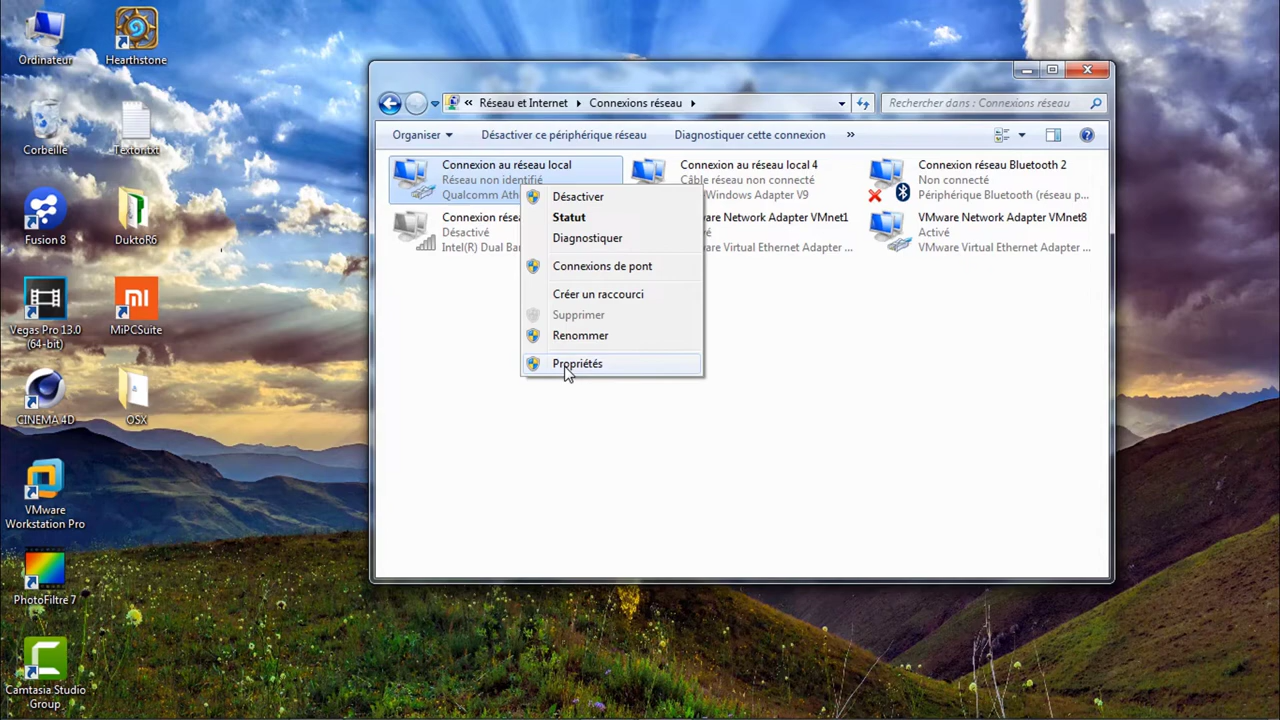 Ordinateur
Hearthstone
Corbeille
Textor.txt
Fusion 8
DuktoR6
Vegas Pro 13.0
(64-bit)
MiPCSuite
CINEMA 4D
OSX
VMware
Workstation Pro
PhotoFiltre 7
Camtasia Studio
Group
« Réseau et Internet Connexions réseau
Rechercher dans : Connexions réseau
Organiser Désactiver ce périphérique réseau Diagnostiquer cette connexion »
Connexion au réseau local
Réseau non identifié
Qualcomm Ath
Connexion au réseau local 4
Câble réseau non connecté
Windows Adapter V9
Connexion réseau Bluetooth 2
Non connecté
Périphérique Bluetooth (réseau p...
Connexion rése
Désactivé
Intel(R) Dual Ban
ware Network Adapter VMnet1
vé
ware Virtual Ethernet Adapter ...
VMware Network Adapter VMnet8
Activé
VMware Virtual Ethernet Adapter ...
Désactiver
Statut
Diagnostiquer
Connexions de pont
Créer un raccourci
Supprimer
Renommer
Propriétés